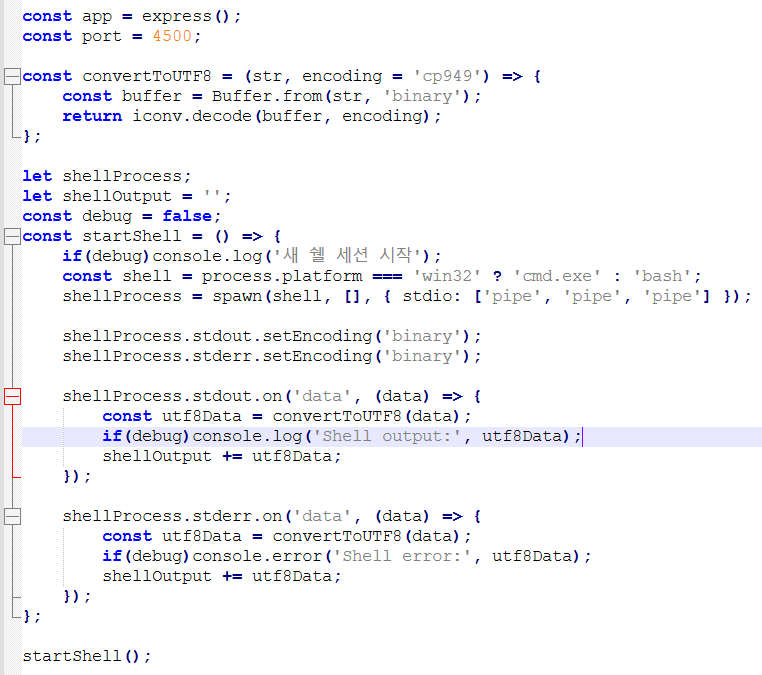 const app = express();
const port = 4500;
const convertToUTF8 = (str, encoding = 'cp949') => {
    const buffer = Buffer.from(str, 'binary');
    return iconv.decode(buffer, encoding);
};
let shellProcess;
let shellOutput = '';
const debug = false;
const startShell = () => {
    if(debug)console.log('새 쉘 세션 시작');
    const shell = process.platform === 'win32' ? 'cmd.exe' : 'bash';
    shellProcess = spawn(shell, [], { stdio: ['pipe', 'pipe', 'pipe'] });
    shellProcess.stdout.setEncoding('binary');
    shellProcess.stderr.setEncoding('binary');
    shellProcess.stdout.on('data', (data) => {
        const utf8Data = convertToUTF8(data);
        if(debug)console.log('Shell output:', utf8Data);
        shellOutput += utf8Data;
    });
    shellProcess.stderr.on('data', (data) => {
        const utf8Data = convertToUTF8(data);
        if(debug)console.error('Shell error:', utf8Data);
        shellOutput += utf8Data;
    });
};
startShell();